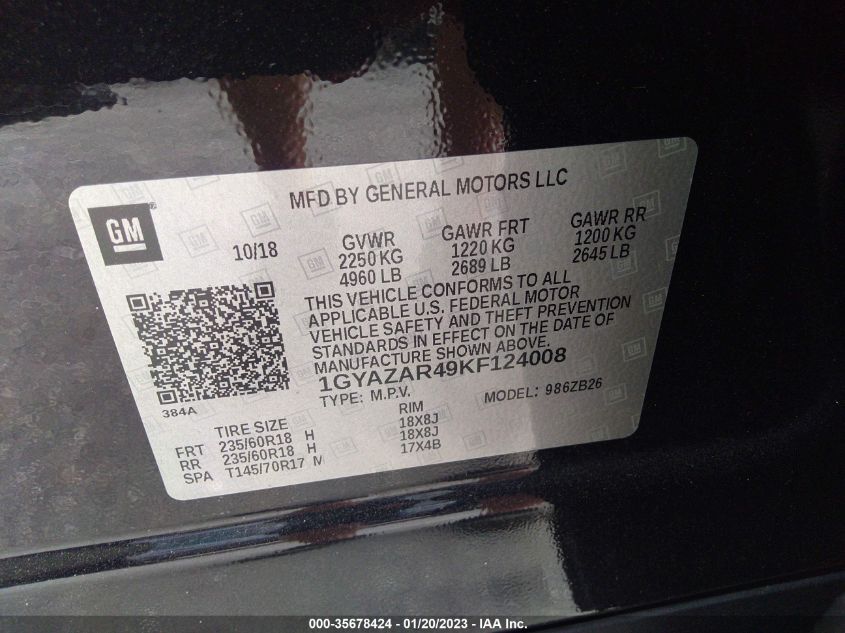 MFD BY GENERAL MOTORS LLC
GM
10/18
GVWR
2250 KG
4960 LB
GAWR FRT
1220 KG
2689 LB
GAWR RR
1200 KG
2645 LB
THIS VEHICLE CONFORMS TO ALL
APPLICABLE U.S. FEDERAL MOTOR
VEHICLE SAFETY AND THEFT PREVENTION
STANDARDS IN EFFECT ON THE DATE OF
MANUFACTURE SHOWN ABOVE.
1GYAZAR49KF124008
TYPE: M.P.V. MODEL: 986ZB26
384A
TIRE SIZE RIM
FRT 235/60R18 H 18X8J
RR 235/60R18 H 18X8J
SPA T145/70R17 M 17X4B
000-35678424 / 01/20/2023 / IAA Inc.